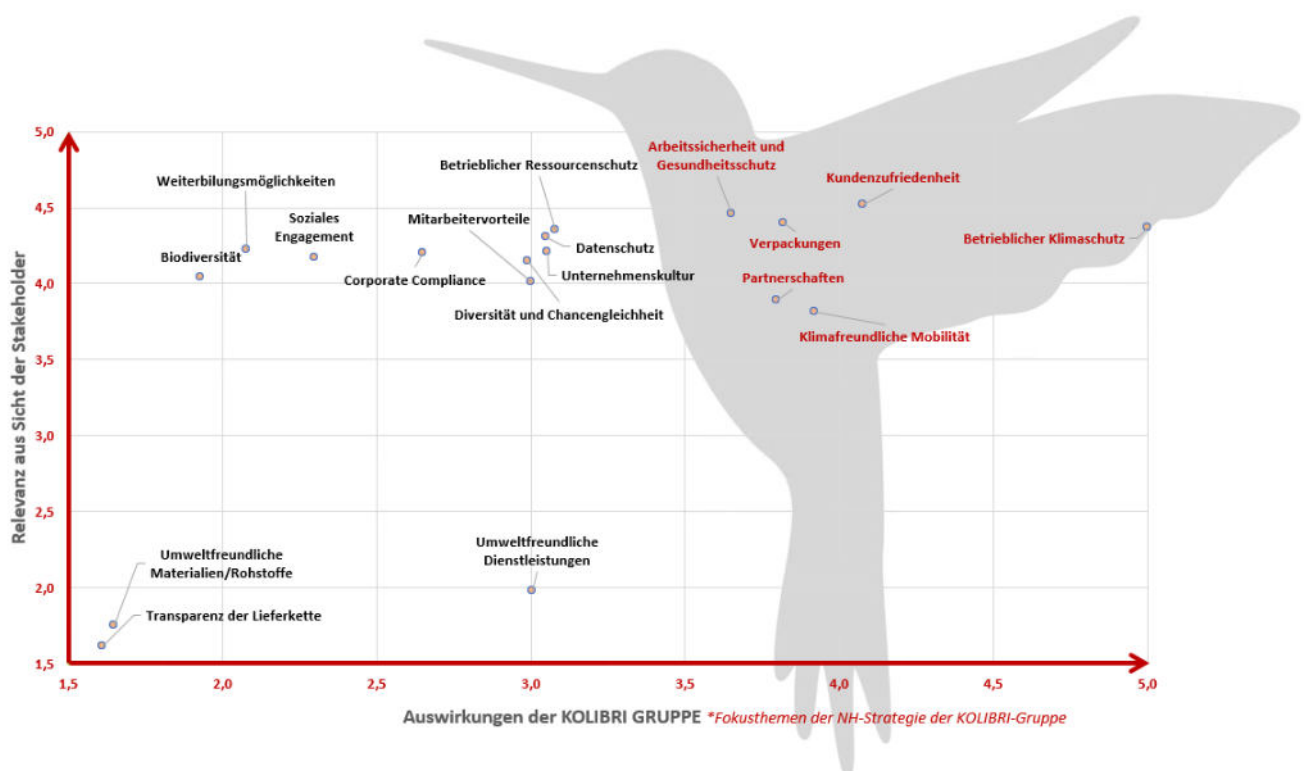 5,0
Arbeitssicherheit und
Gesundheitsschutz
Betrieblicher Ressourcenschutz
Weiterbilungsmöglichkeiten
Kundenzufriedenheit
4,5
Soziales
Engagement
Mitarbeitervorteile
Datenschutz
Verpackungen
Betrieblicher Klimaschutz
Biodiversität
Corporate Compliance
Unternehmenskultur
Partnerschaften
4,0
Diversität und Chancengleichheit
Klimafreundliche Mobilität
3,5
3,0
2,5
Umweltfreundliche
Dienstleistungen
Umweltfreundliche
Materialien/Rohstoffe
2,0
Transparenz der Lieferkette
1,5
Relevanz aus Sicht der Stakeholder
1,5 2,0 2,5 3,0 3,5 4,0 4,5 5,0
Auswirkungen der KOLIBRI GRUPPE *Fokusthemen der NH-Strategie der KOLIBRI-Gruppe